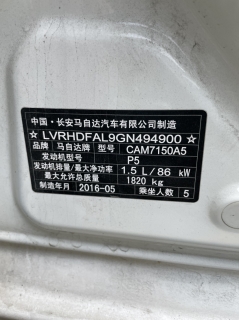 中国·长安马自达汽车有限公司制造
☆LVRHDFAL9GN494900☆
品牌 马自达牌 型号 CAM7150A5
发动机型号 P5
发动机排量/最大净功率 1.5 L/86 kW
最大允许总质量 1820 kg
制造年月 2016-05 乘坐人数 5